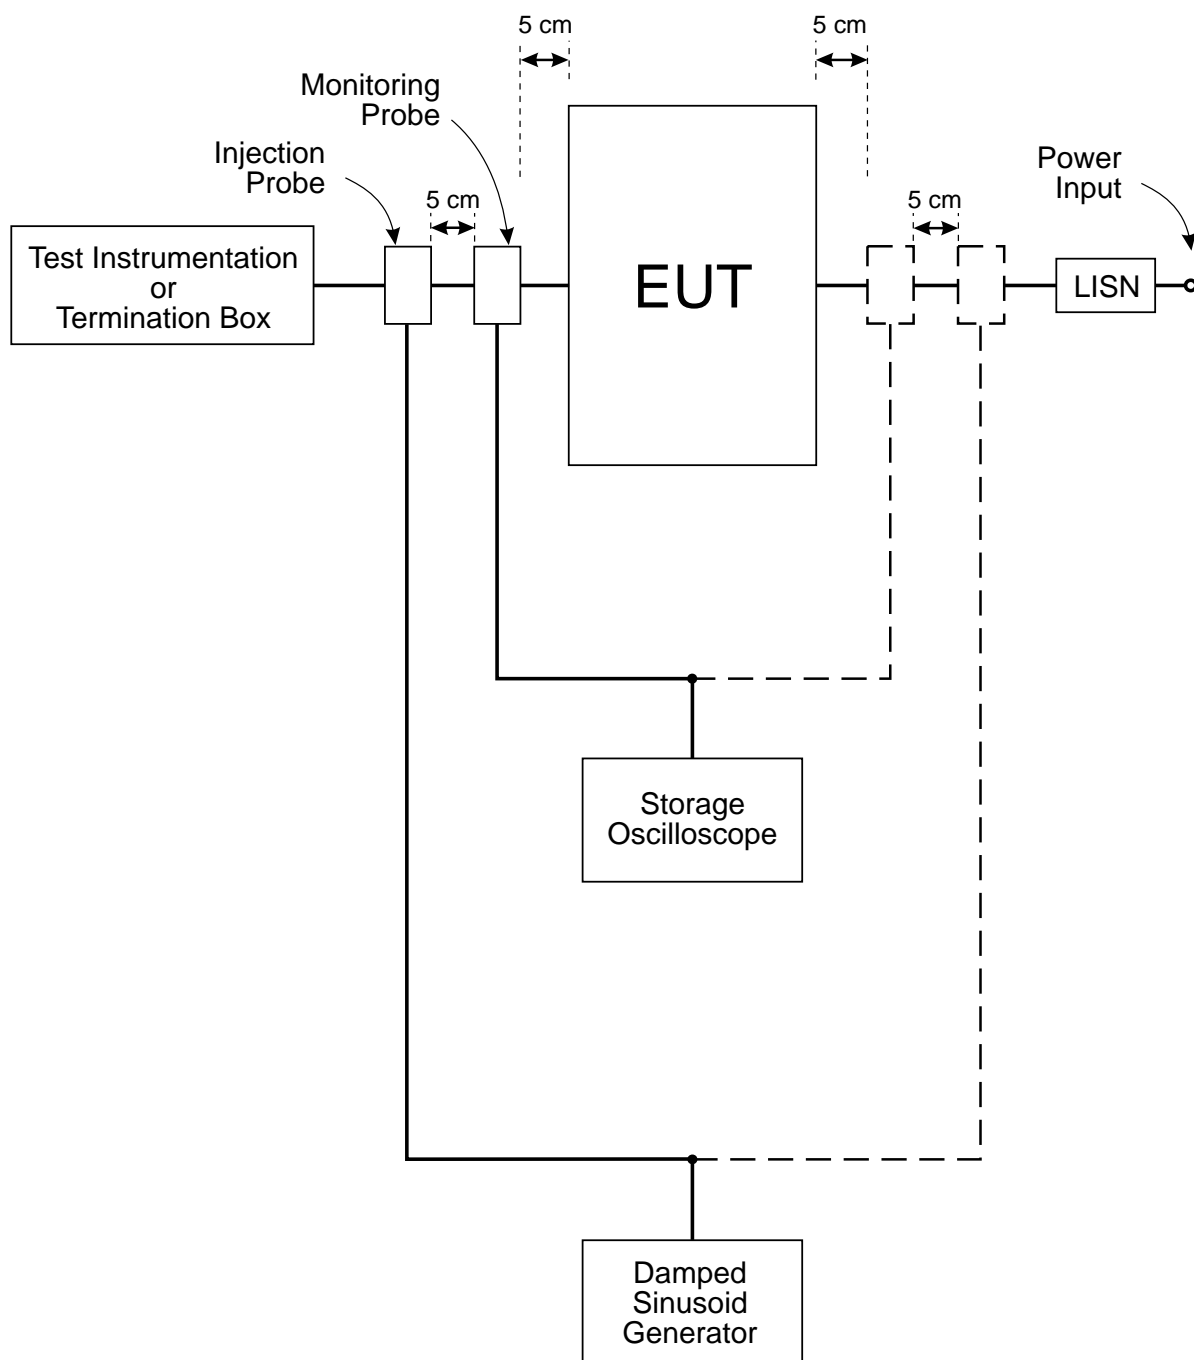 5 cm
5 cm
Monitoring
Probe
Injection
Probe
5 cm
5 cm
Power
Input
Test Instrumentation
or
Termination Box
EUT
LISN
Storage
Oscilloscope
Damped
Sinusoid
Generator